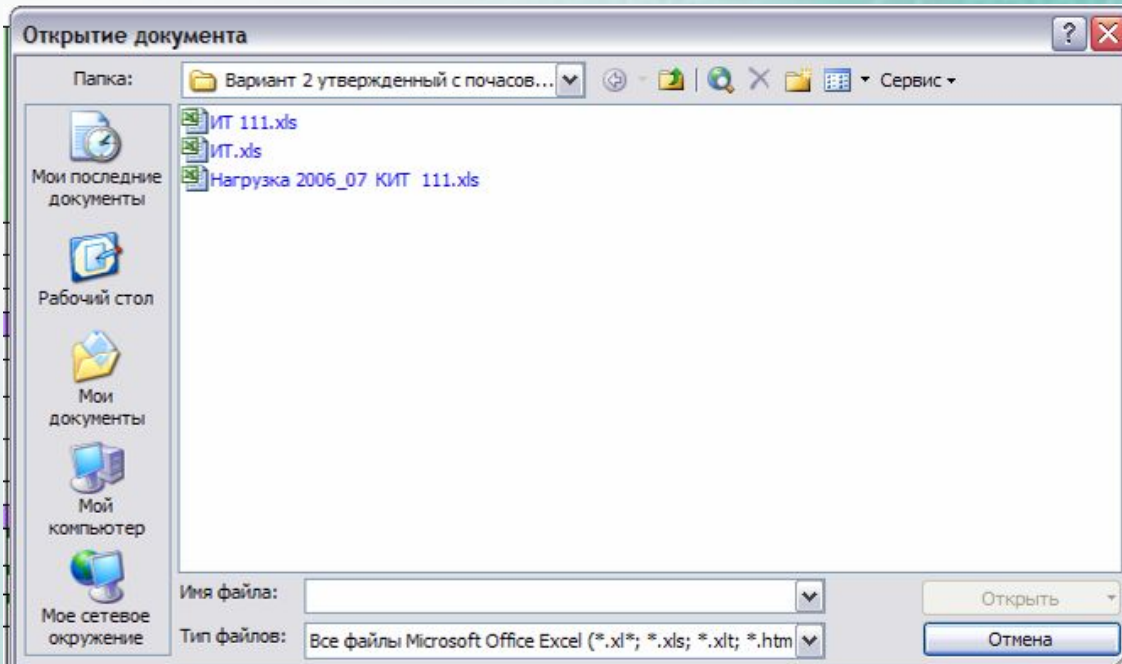 Открытие документа
Папка: Вариант 2 утвержденный с почасов... Сервис
ИТ 111.xls
ИТ.xls
Нагрузка 2006_07 КИТ 111.xls
Мои последние
документы
Рабочий стол
Мои
документы
Мой
компьютер
Мое сетевое
окружение
Имя файла:
Открыть
Тип файлов: Все файлы Microsoft Office Excel (*.xl*; *.xls; *.xlt; *.htm
Отмена